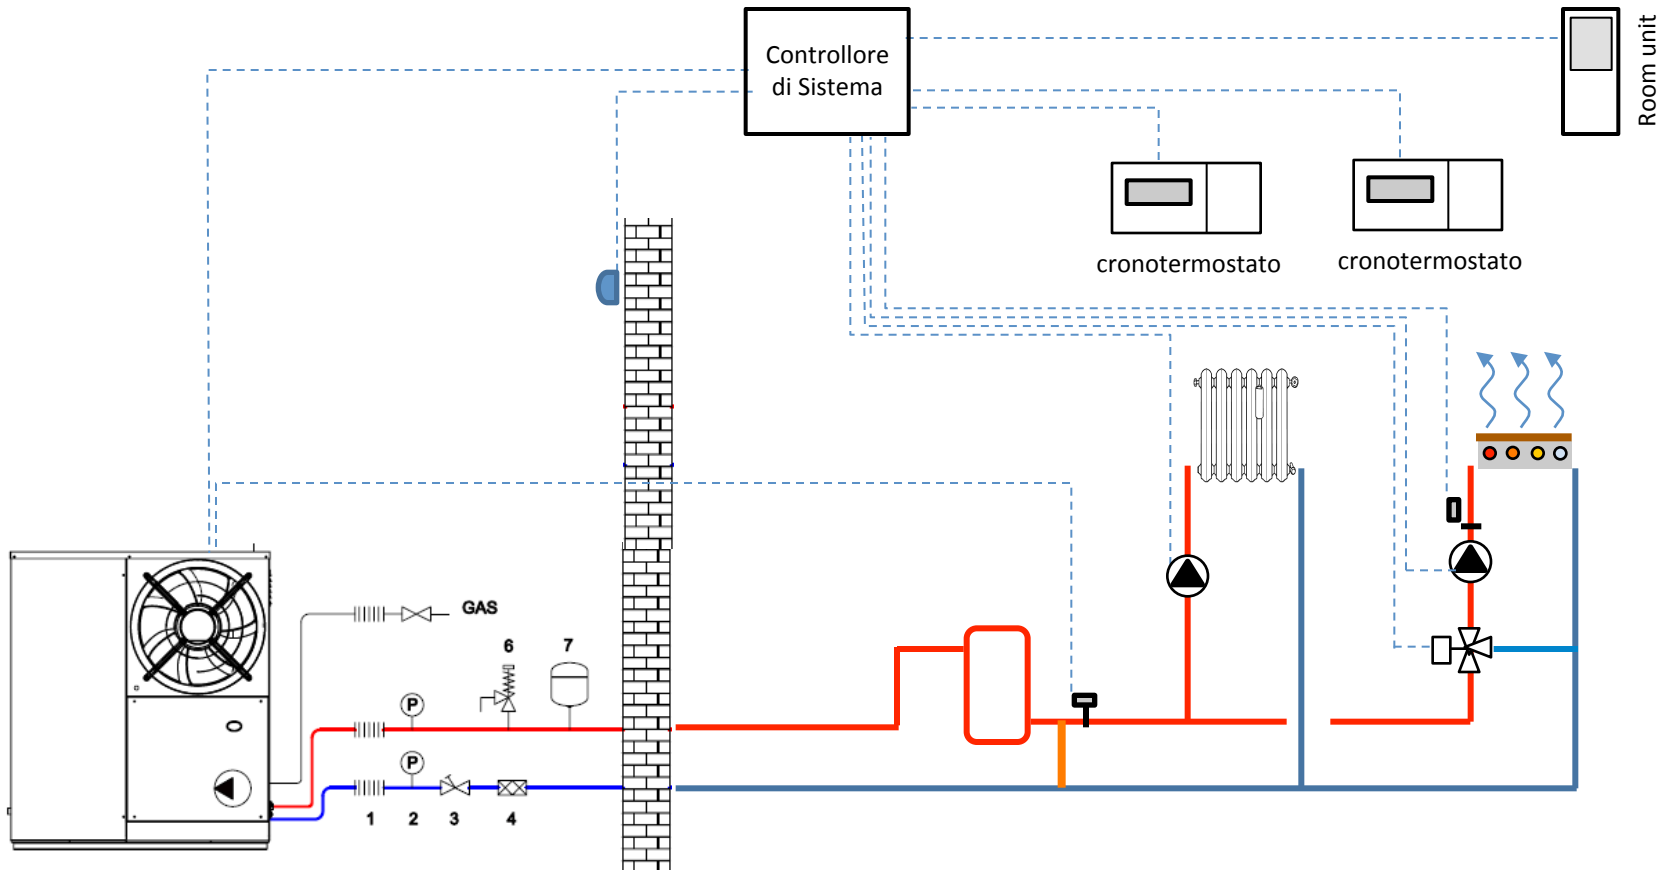 Controllore
di Sistema
Room unit
cronotermostato
cronotermostato
GAS
6
7
P
P
1
2
3
4